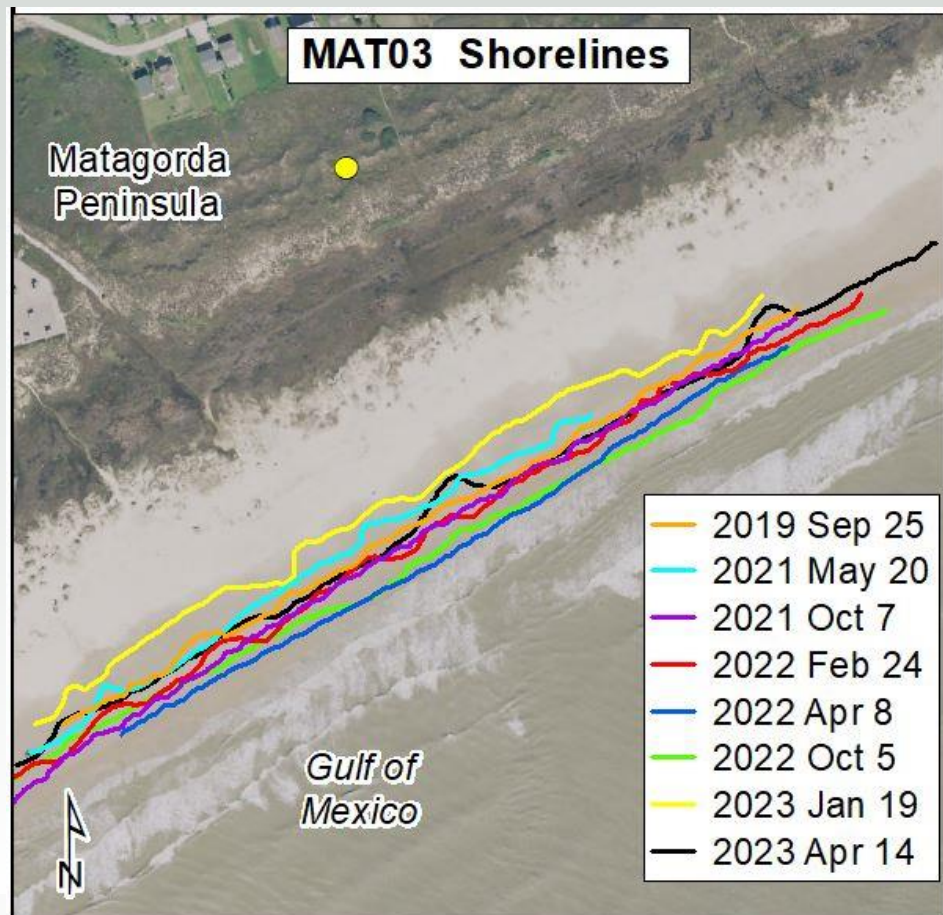 MAT03 Shorelines
Matagorda
Peninsula
2019 Sep 25
2021 May 20
2021 Oct 7
2022 Feb 24
2022 Apr 8
2022 Oct 5
2023 Jan 19
2023 Apr 14
Gulf of
Mexico
N